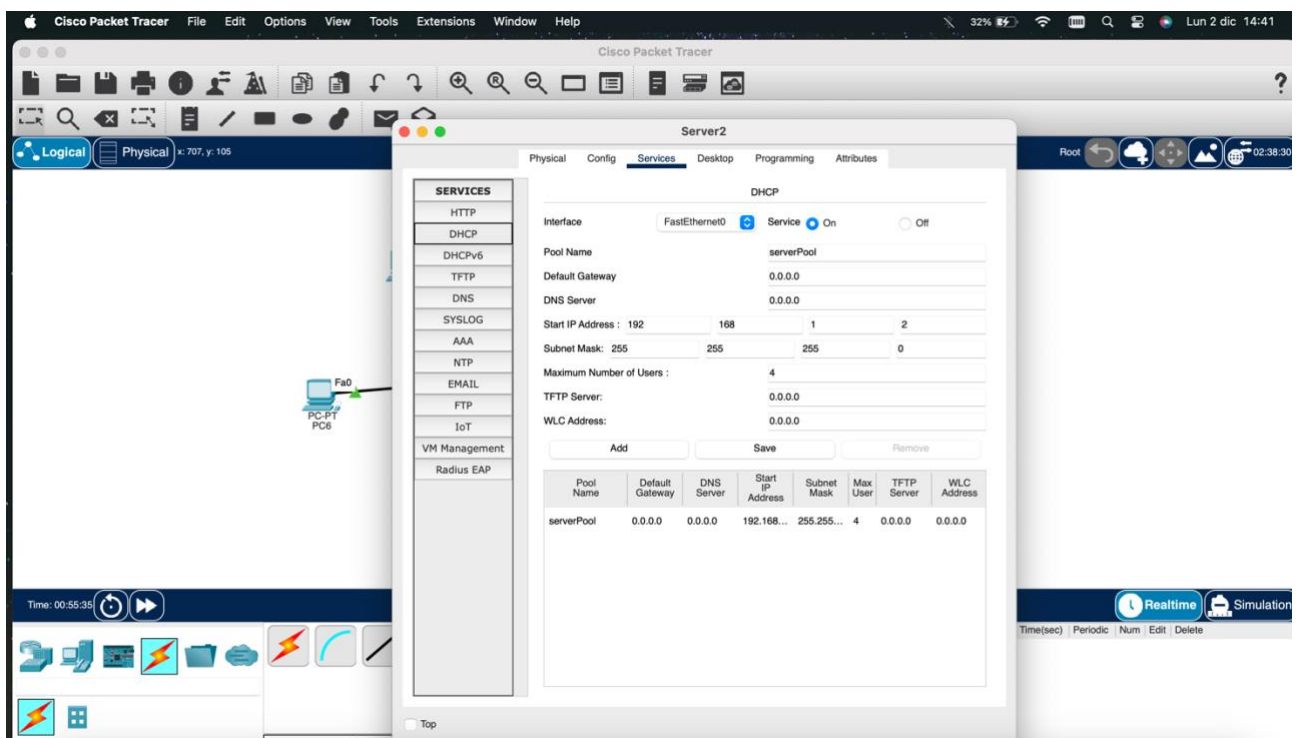 Cisco Packet Tracer File Edit Options View Tools Extensions Window Help 32% Lun 2 dic 14:41
Cisco Packet Tracer
?
Server2
Logical Physical x: 707, y: 105
Root 02:38:30
Physical Config Services Desktop Programming Attributes
SERVICES
HTTP
DHCP
DHCPv6
TFTP
DNS
SYSLOG
AAA
NTP
EMAIL
FTP
IoT
VM Management
Radius EAP
DHCP
Interface FastEthernet0 Service On Off
Pool Name serverPool
Default Gateway 0.0.0.0
DNS Server 0.0.0.0
Start IP Address : 192 168 1 2
Subnet Mask: 255 255 255 0
Maximum Number of Users : 4
TFTP Server: 0.0.0.0
WLC Address: 0.0.0.0
Add Save Remove
Pool Name Default Gateway DNS Server Start IP Address Subnet Mask Max User TFTP Server WLC Address
serverPool 0.0.0.0 0.0.0.0 192.168... 255.255... 4 0.0.0.0 0.0.0.0
Fa0
PC-PT
PC6
Time: 00:55:35
Realtime Simulation
Time(sec) Periodic Num Edit Delete
Top